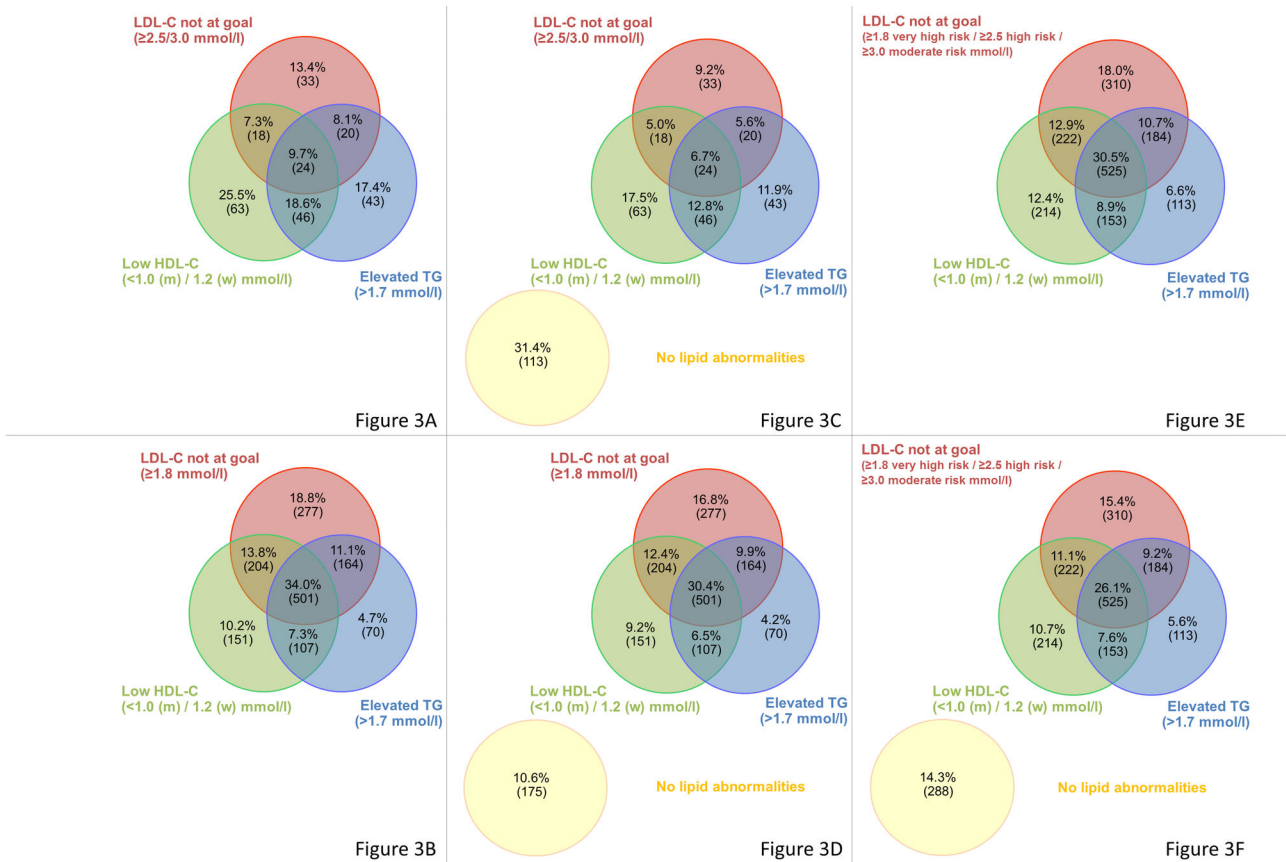 LDL-C not at goal
(≥2.5/3.0 mmol/l)
13.4%
(33)
7.3%
(18)
8.1%
(20)
9.7%
(24)
25.5%
(63)
18.6%
(46)
17.4%
(43)
Low HDL-C
(<1.0 (m) / 1.2 (w) mmol/l)
Elevated TG
(>1.7 mmol/l)
Figure 3A
LDL-C not at goal
(≥2.5/3.0 mmol/l)
9.2%
(33)
5.0%
(18)
5.6%
(20)
6.7%
(24)
17.5%
(63)
12.8%
(46)
11.9%
(43)
Low HDL-C
(<1.0 (m) / 1.2 (w) mmol/l)
Elevated TG
(>1.7 mmol/l)
31.4%
(113)
No lipid abnormalities
Figure 3C
LDL-C not at goal
(≥1.8 very high risk / ≥2.5 high risk /
≥3.0 moderate risk mmol/l)
18.0%
(310)
12.9%
(222)
10.7%
(184)
30.5%
(525)
12.4%
(214)
8.9%
(153)
6.6%
(113)
Low HDL-C
(<1.0 (m) / 1.2 (w) mmol/l)
Elevated TG
(>1.7 mmol/l)
Figure 3E
LDL-C not at goal
(≥1.8 mmol/l)
18.8%
(277)
13.8%
(204)
11.1%
(164)
34.0%
(501)
10.2%
(151)
7.3%
(107)
4.7%
(70)
Low HDL-C
(<1.0 (m) / 1.2 (w) mmol/l)
Elevated TG
(>1.7 mmol/l)
Figure 3B
LDL-C not at goal
(≥1.8 mmol/l)
16.8%
(277)
12.4%
(204)
9.9%
(164)
30.4%
(501)
9.2%
(151)
6.5%
(107)
4.2%
(70)
Low HDL-C
(<1.0 (m) / 1.2 (w) mmol/l)
Elevated TG
(>1.7 mmol/l)
10.6%
(175)
No lipid abnormalities
Figure 3D
LDL-C not at goal
(≥1.8 very high risk / ≥2.5 high risk /
≥3.0 moderate risk mmol/l)
15.4%
(310)
11.1%
(222)
9.2%
(184)
26.1%
(525)
10.7%
(214)
7.6%
(153)
5.6%
(113)
Low HDL-C
(<1.0 (m) / 1.2 (w) mmol/l)
Elevated TG
(>1.7 mmol/l)
14.3%
(288)
No lipid abnormalities
Figure 3F